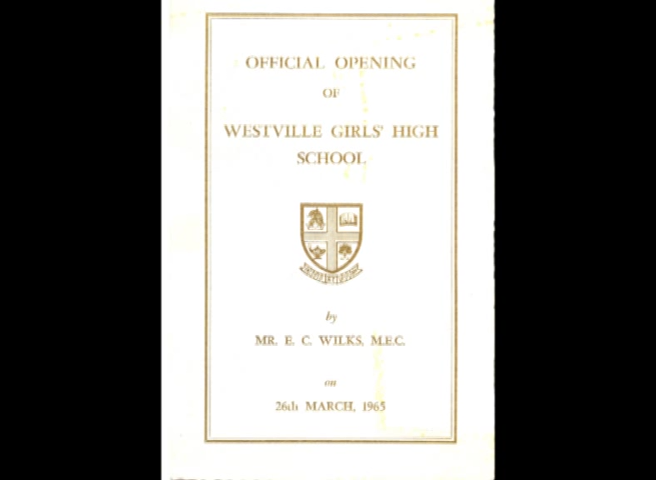 OFFICIAL OPENING
OF
WESTVILLE GIRLS' HIGH
SCHOOL
by
MR. E. C. WILKS, M.E.C.
on
26th MARCH, 1965